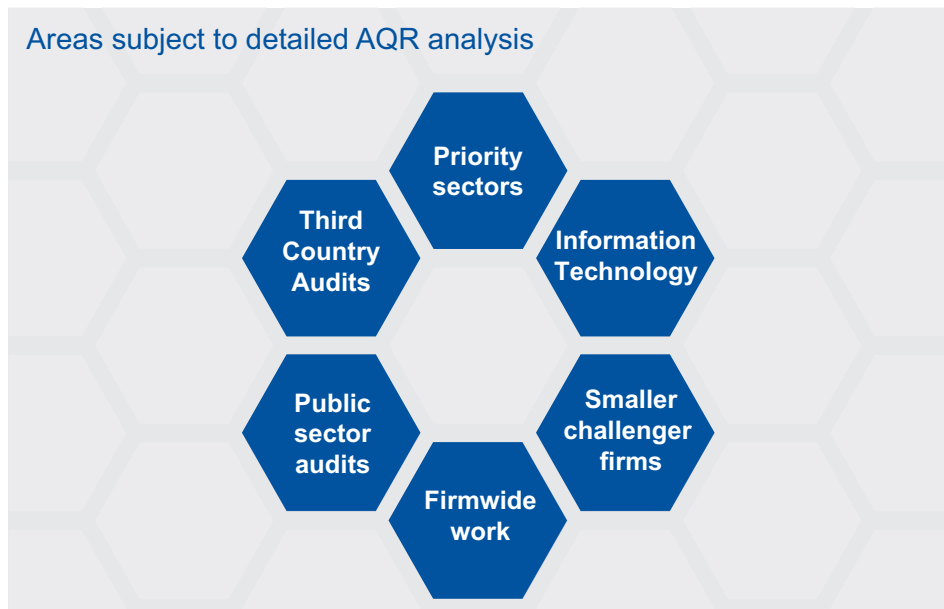 Areas subject to detailed AQR analysis
Priority
sectors
Third
Country
Audits
Information
Technology
Public
sector
audits
Smaller
challenger
firms
Firmwide
work